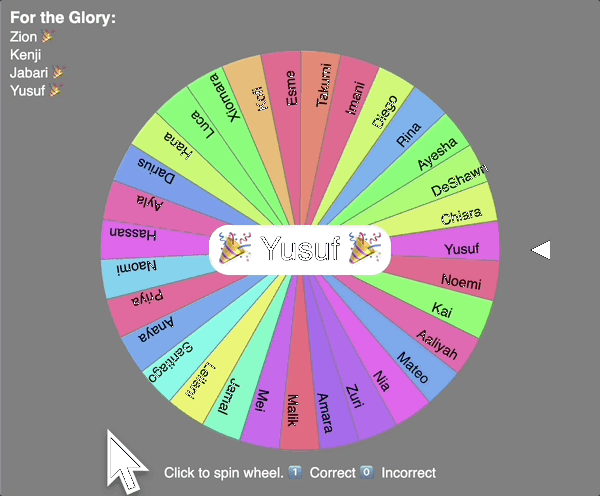 For the Glory:
Zion 🎉
Kenji
Jabari 🎉
Yusuf 🎉
Esme
Takumi
Imani
Diego
Rina
Ayesha
DeShawn
Chiara
Yusuf
Noemi
Kai
Aaliyah
Mateo
Nia
Zuri
Amara
Malik
Mei
Jamal
Leilani
Santiago
Anaya
Priya
Naomi
Hassan
Ayla
Darius
Hana
Luca
Xiomara
🎉 Yusuf 🎉
Click to spin wheel. 1️⃣ Correct 0️⃣ Incorrect